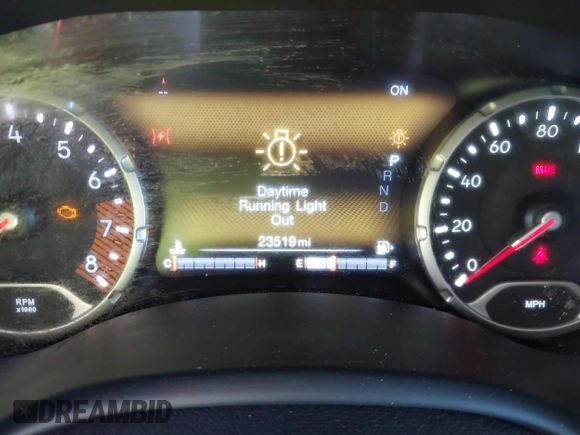 ON
4 5 6 7 8
RPM
x1000
Daytime
Running Light
Out
23519 mi
C H E F
P
R
N
D
0 20 40 60 80
BRAKE
MPH
DREAMBID